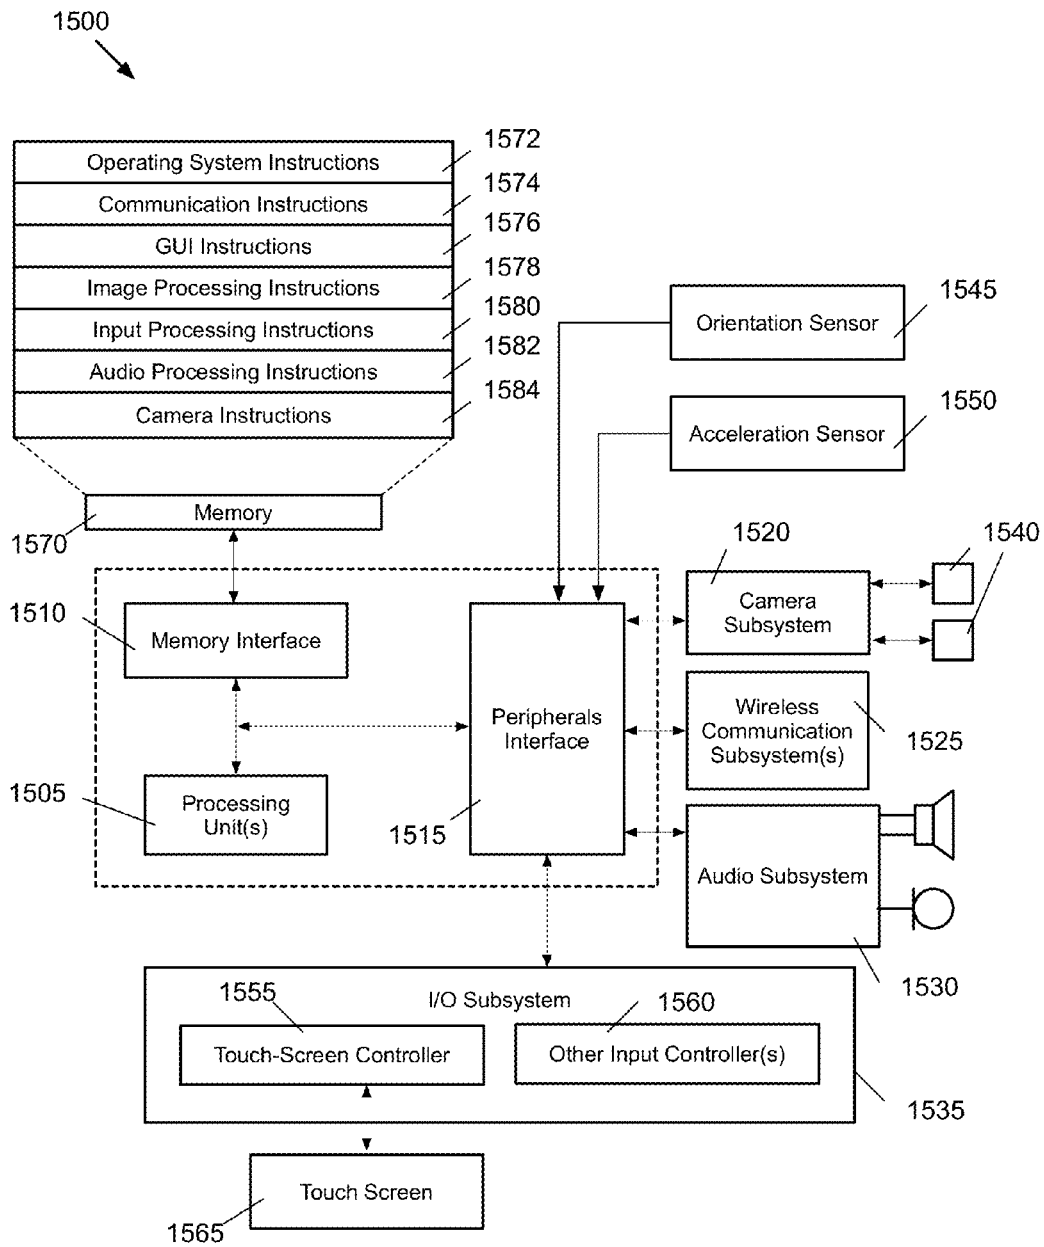 1500
Operating System Instructions
1572
Communication Instructions
1574
GUI Instructions
1576
Image Processing Instructions
1578
Input Processing Instructions
1580
Audio Processing Instructions
1582
Camera Instructions
1584
Memory
1570
Orientation Sensor
1545
Acceleration Sensor
1550
1510
Memory Interface
1505
Processing
Unit(s)
Peripherals
Interface
1515
1520
Camera
Subsystem
1540
Wireless
Communication
Subsystem(s)
1525
Audio Subsystem
1530
I/O Subsystem
1555
Touch-Screen Controller
1560
Other Input Controller(s)
1535
Touch Screen
1565